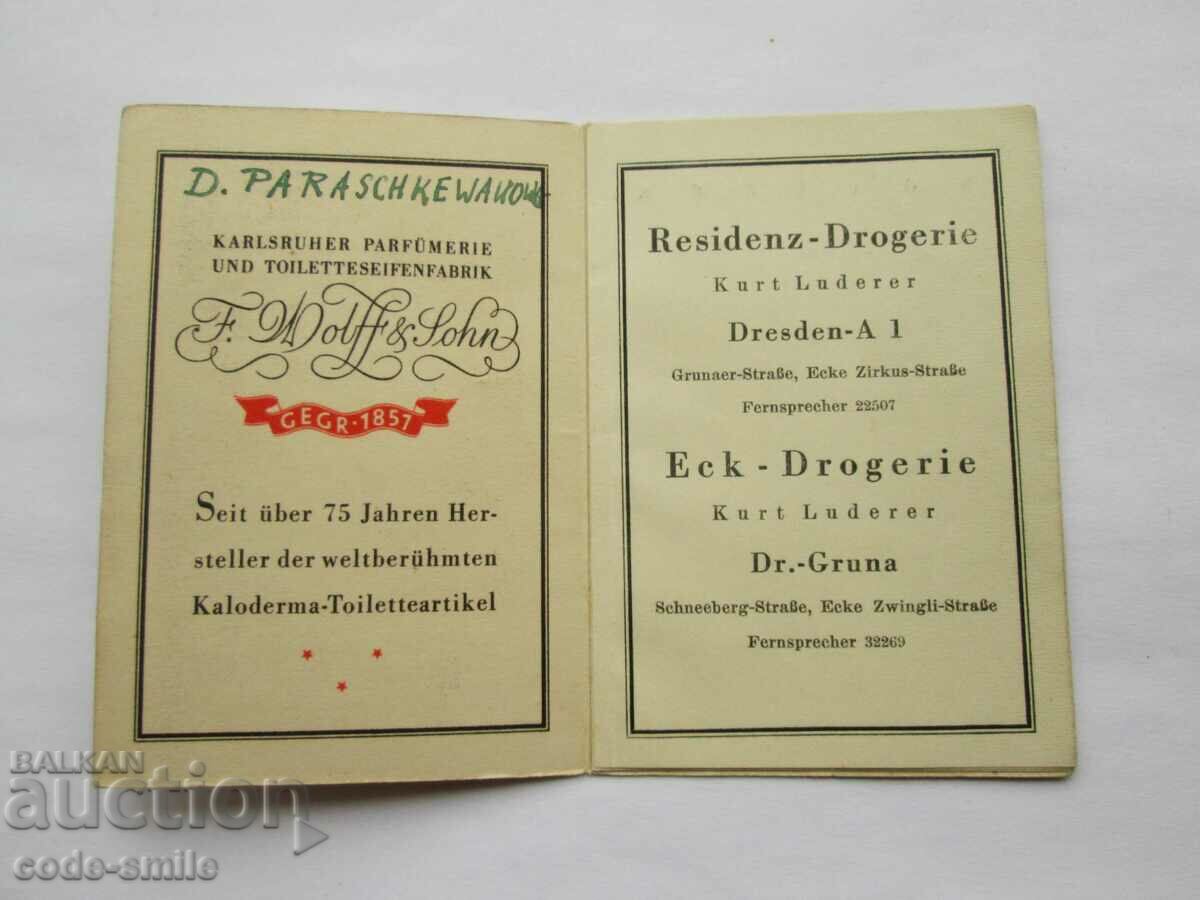 D. PARASCHKEWAKOW
KARLSRUHER PARFÜMERIE
UND TOILETTESEIFENFABRIK
F. Wolff & Sohn
GEGR · 1857
Seit über 75 Jahren Her-
steller der weltberühmten
Kaloderma-Toiletteartikel
Residenz-Drogerie
Kurt Luderer
Dresden-A 1
Grunaer-Straße, Ecke Zirkus-Straße
Fernsprecher 22507
Eck - Drogerie
Kurt Luderer
Dr.-Gruna
Schneeberg-Straße, Ecke Zwingli-Straße
Fernsprecher 32269
BALKAN
auction
code-smile